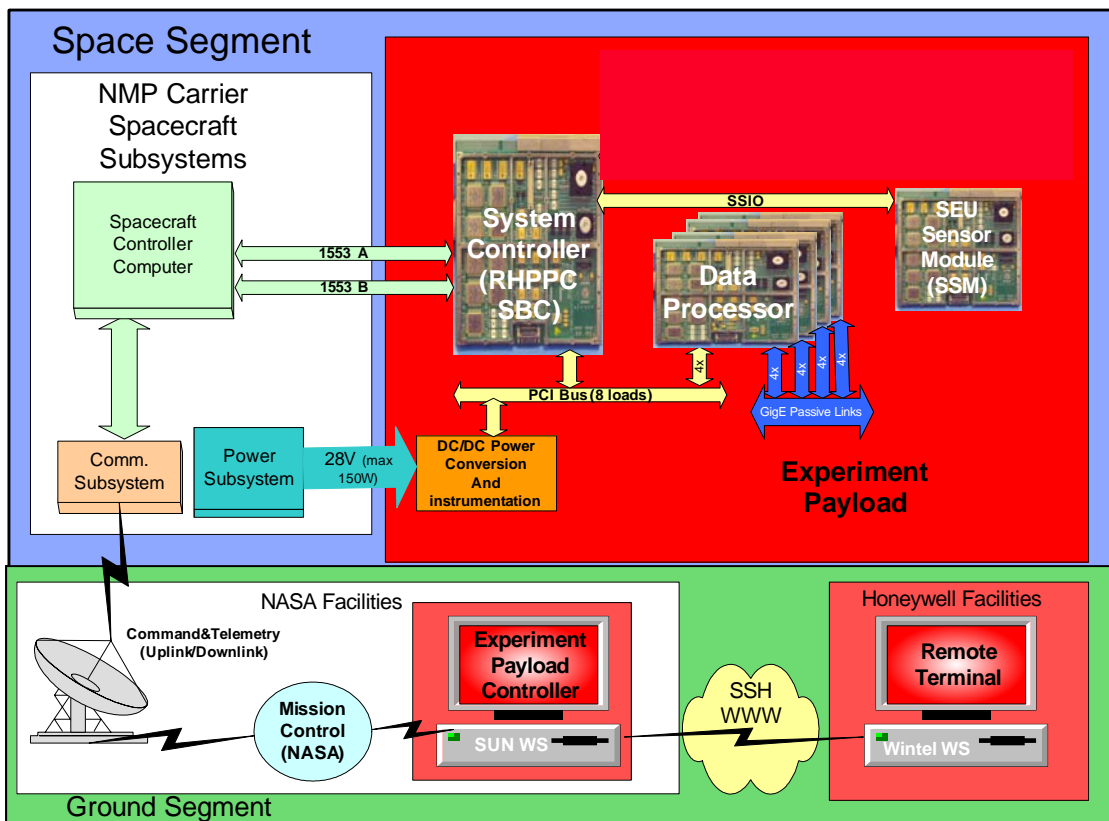 Space Segment
NMP Carrier
Spacecraft
Subsystems
Spacecraft
Controller
Computer
1553 A
1553 B
System
Controller
(RHPPC
SBC)
SSIO
SEU
Sensor
Module
(SSM)
Data
Processor
4x
4x
4x
4x
4x
PCI Bus (8 loads)
GigE Passive Links
Comm.
Subsystem
Power
Subsystem
28V (max
150W)
DC/DC Power
Conversion
And
instrumentation
Experiment
Payload
NASA Facilities
Honeywell Facilities
Command&Telemetry
(Uplink/Downlink)
Experiment
Payload
Controller
Remote
Terminal
SSH
WWW
Mission
Control
(NASA)
SUN WS
Wintel WS
Ground Segment